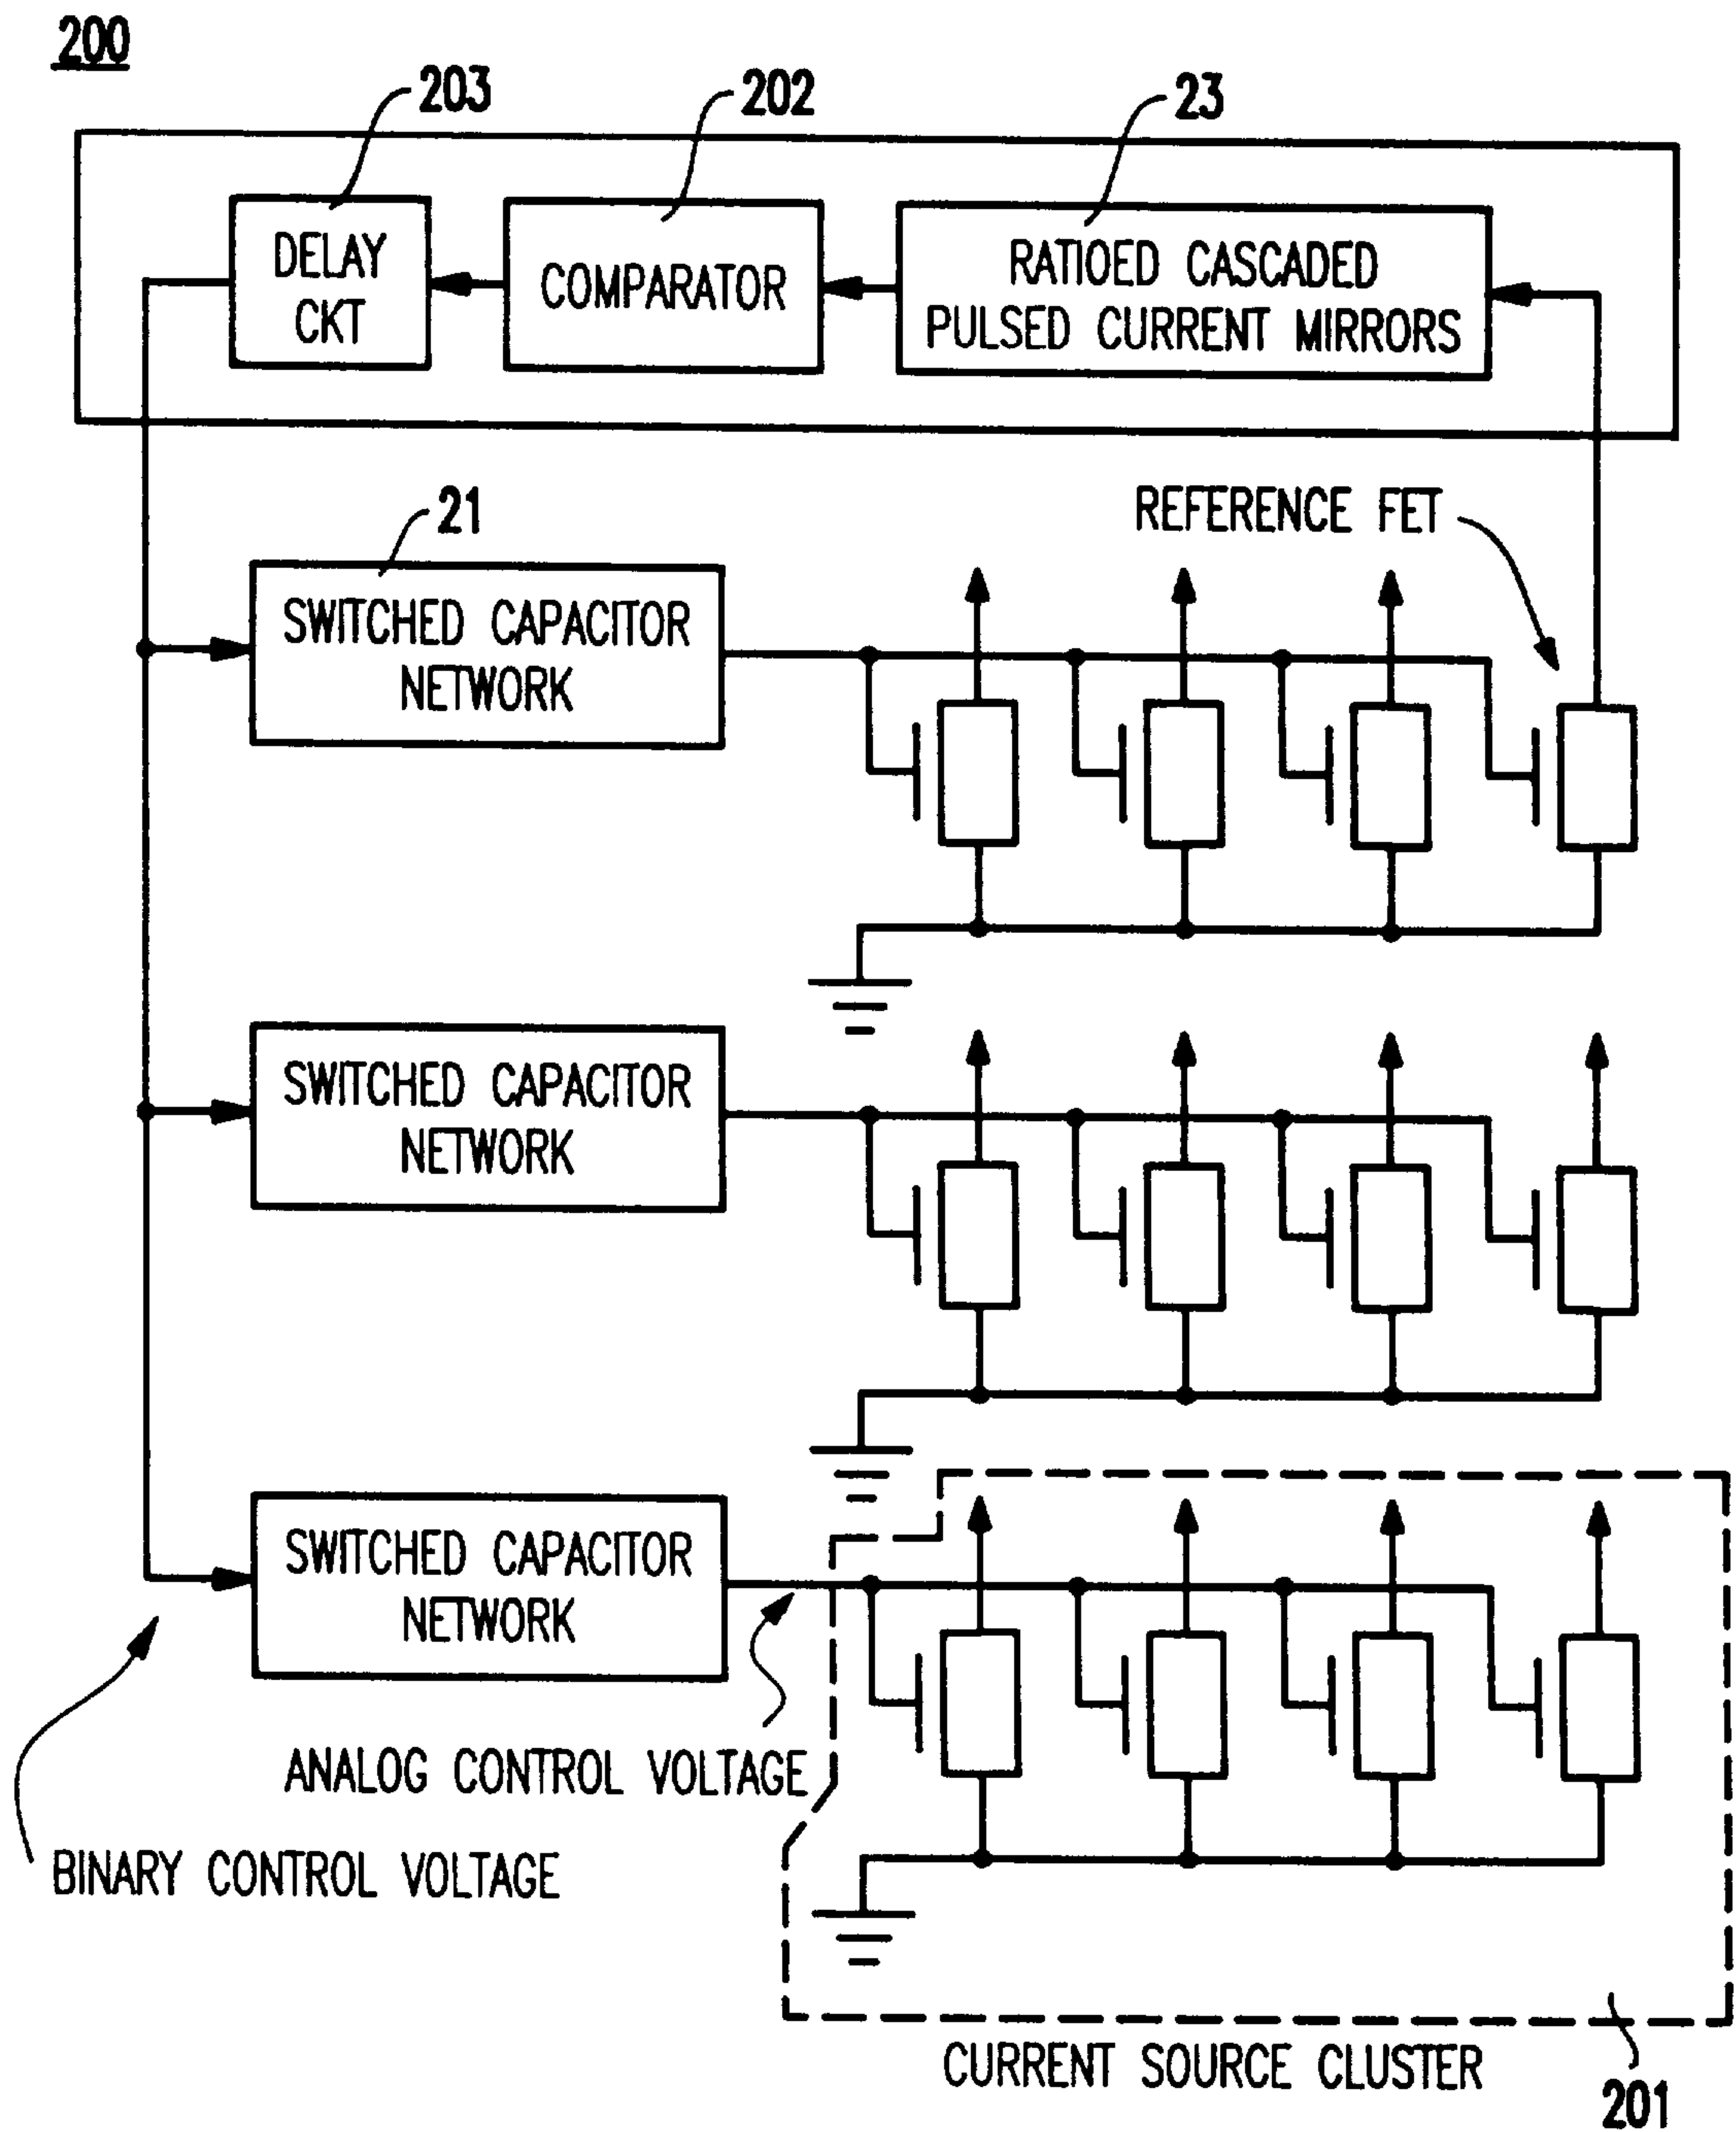 200
203
202
23
DELAY
CKT
COMPARATOR
RATIOED CASCADED
PULSED CURRENT MIRRORS
21
REFERENCE FET
SWITCHED CAPACITOR
NETWORK
SWITCHED CAPACITOR
NETWORK
SWITCHED CAPACITOR
NETWORK
ANALOG CONTROL VOLTAGE
BINARY CONTROL VOLTAGE
CURRENT SOURCE CLUSTER
201